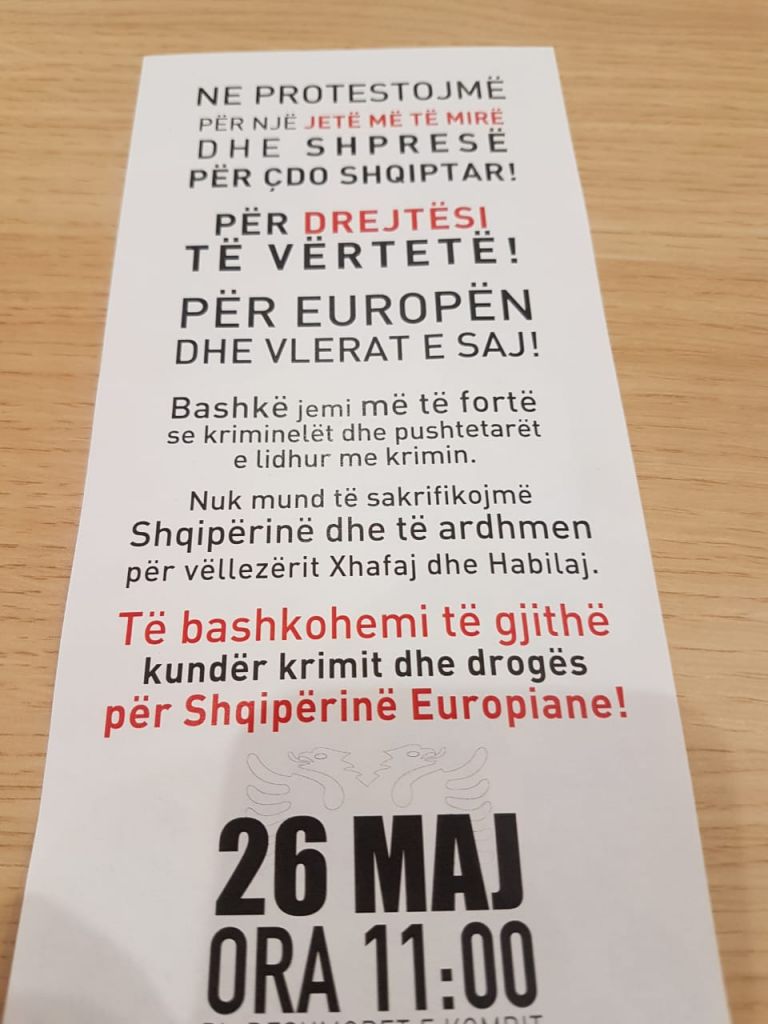 NE PROTESTOJMË
PËR NJË JETË MË TË MIRË
DHE SHPRESË
PËR ÇDO SHQIPTAR!
PËR DREJTËSI
TË VËRTETË!
PËR EUROPËN
DHE VLERAT E SAJ!
Bashkë jemi më të fortë
se kriminelët dhe pushtetarët
e lidhur me krimin.
Nuk mund të sakrifikojmë
Shqipërinë dhe të ardhmen
për vëllezërit Xhafaj dhe Habilaj.
Të bashkohemi të gjithë
kundër krimit dhe drogës
për Shqipërinë Europiane!
26 MAJ
ORA 11:00